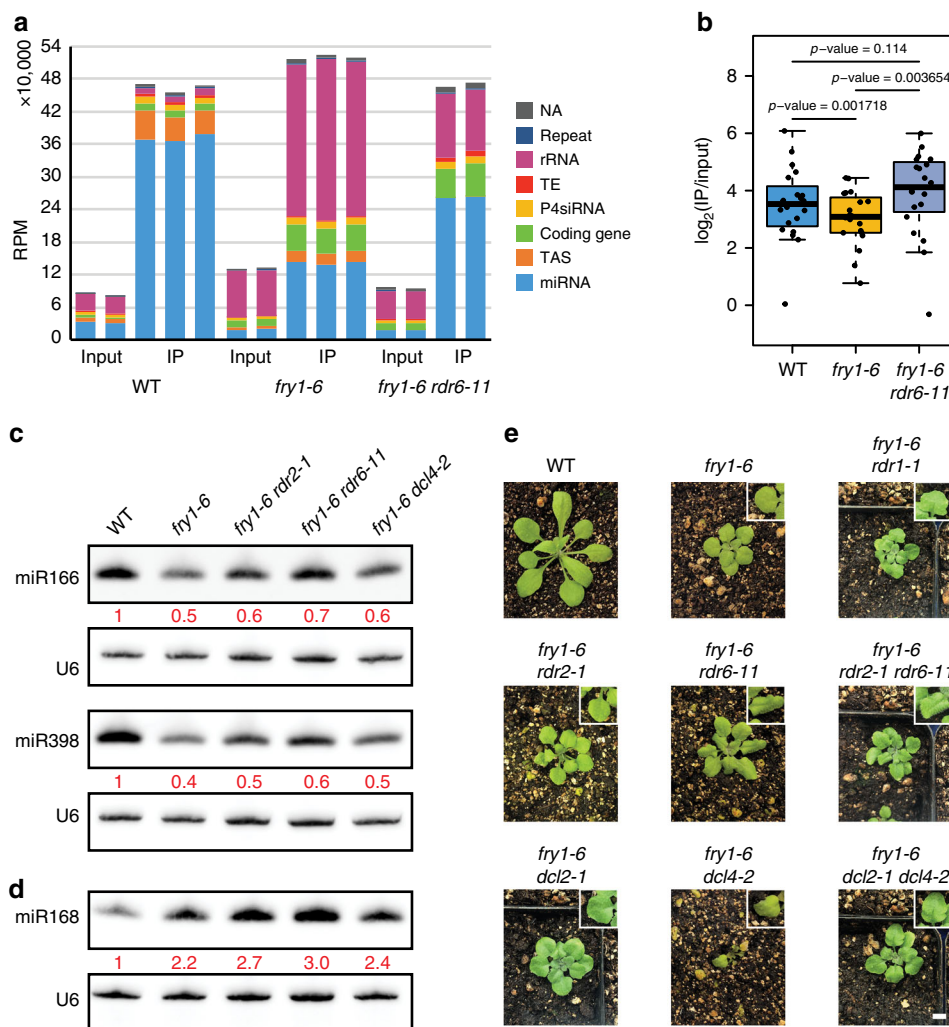 a
×10,000
RPM
54
48
42
36
30
24
18
12
6
0
Input
IP
Input
IP
Input
IP
WT
fry1-6
fry1-6 rdr6-11
NA
Repeat
rRNA
TE
P4siRNA
Coding gene
TAS
miRNA
b
log2(IP/input)
8
6
4
2
0
p-value = 0.114
p-value = 0.003654
p-value = 0.001718
WT
fry1-6
fry1-6
rdr6-11
c
WT
fry1-6
fry1-6 rdr2-1
fry1-6 rdr6-11
fry1-6 dcl4-2
miR166
1 0.5 0.6 0.7 0.6
U6
miR398
1 0.4 0.5 0.6 0.5
U6
d
miR168
1 2.2 2.7 3.0 2.4
U6
e
WT
fry1-6
fry1-6
rdr1-1
fry1-6
rdr2-1
fry1-6
rdr6-11
fry1-6
rdr2-1 rdr6-11
fry1-6
dcl2-1
fry1-6
dcl4-2
fry1-6
dcl2-1 dcl4-2